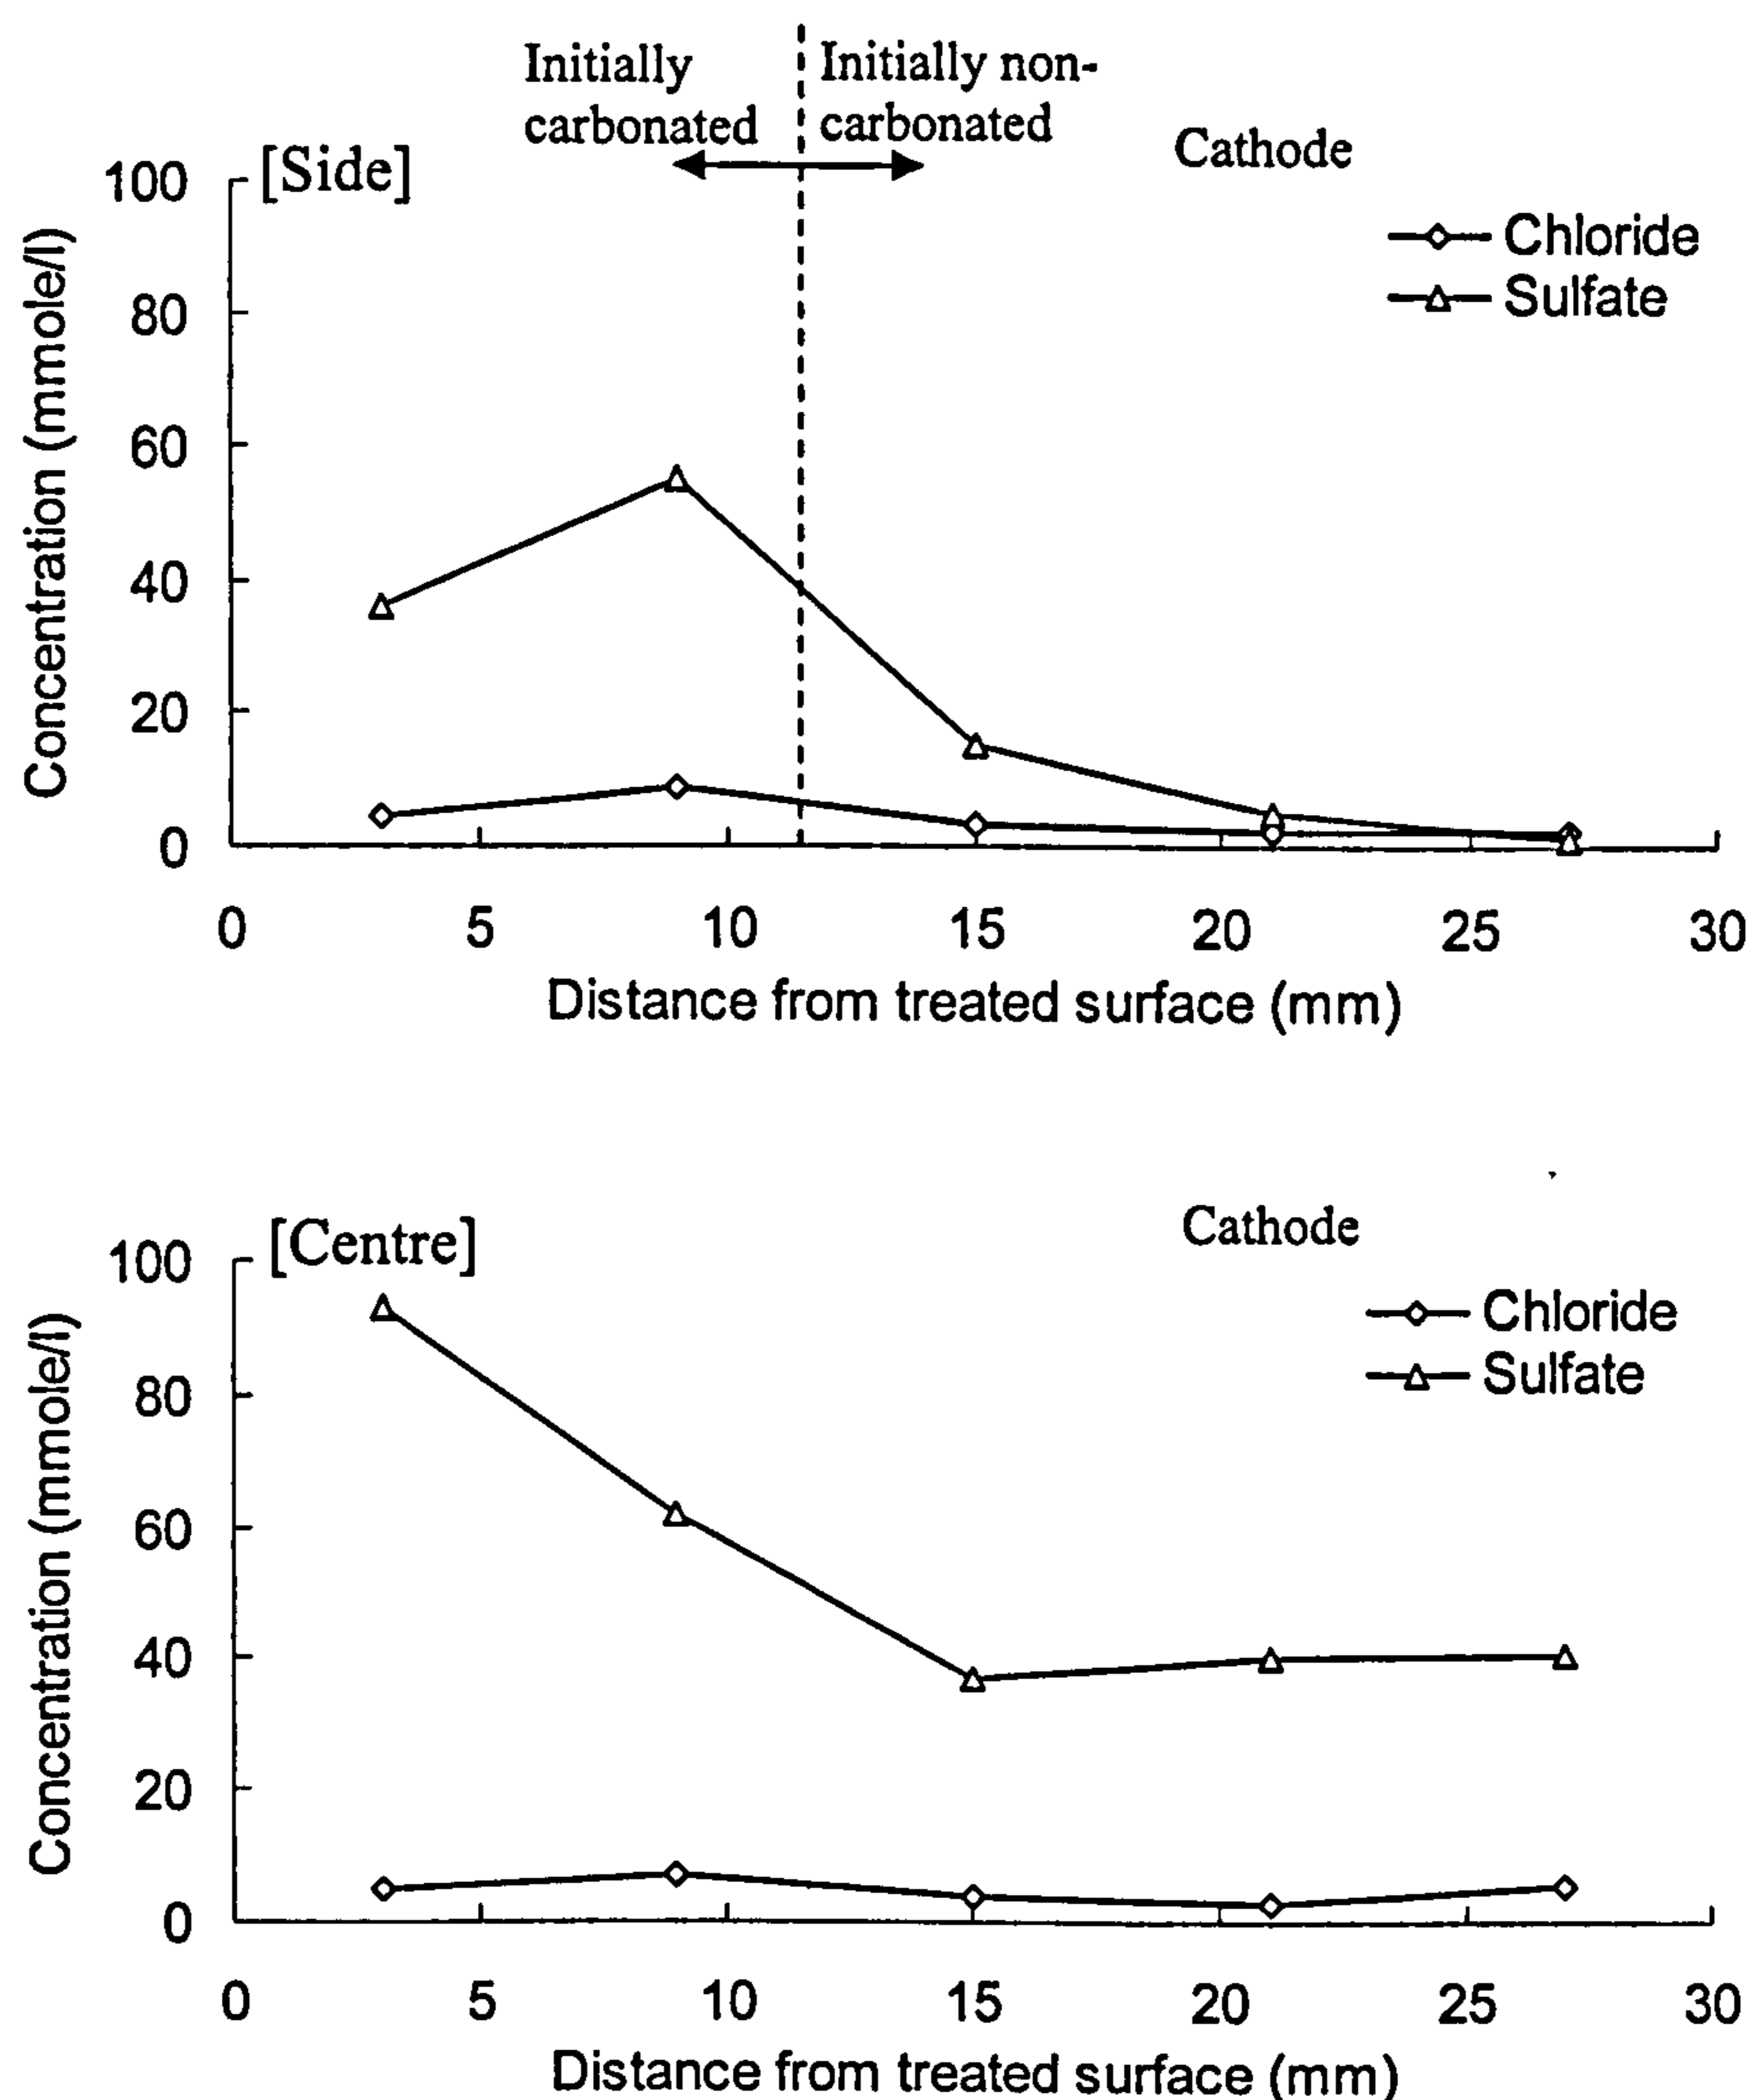 Initially
carbonated
Initially non-
carbonated
Cathode
[Side]
Chloride
Sulfate
Concentration (mmole/l)
100
80
60
40
20
0
0 5 10 15 20 25 30
Distance from treated surface (mm)
[Centre]
Cathode
Chloride
Sulfate
Concentration (mmole/l)
100
80
60
40
20
0
0 5 10 15 20 25 30
Distance from treated surface (mm)